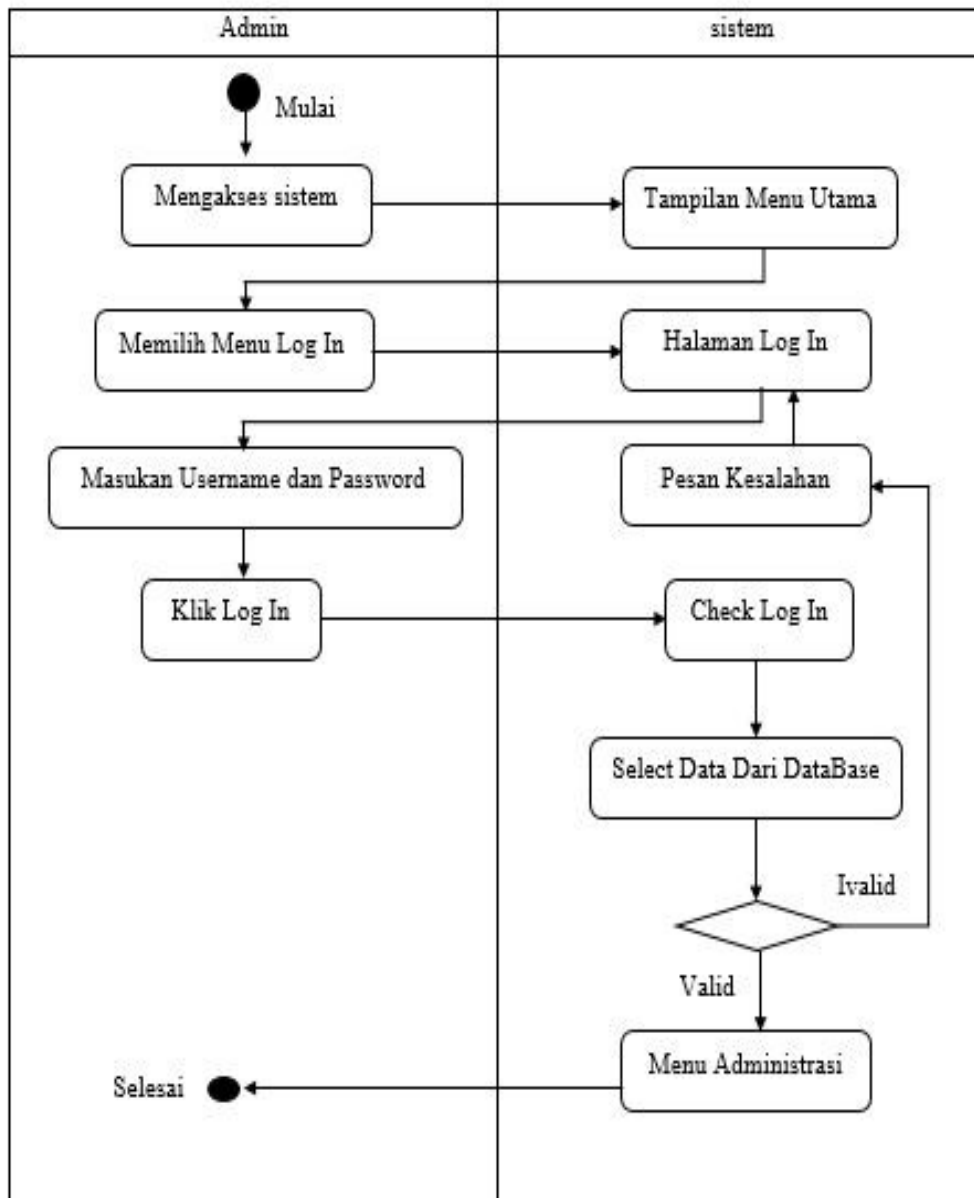 Admin
sistem
Mulai
Mengakses sistem
Tampilan Menu Utama
Memilih Menu Log In
Halaman Log In
Masukan Username dan Password
Pesan Kesalahan
Klik Log In
Check Log In
Select Data Dari DataBase
Ivalid
Valid
Menu Administrasi
Selesai